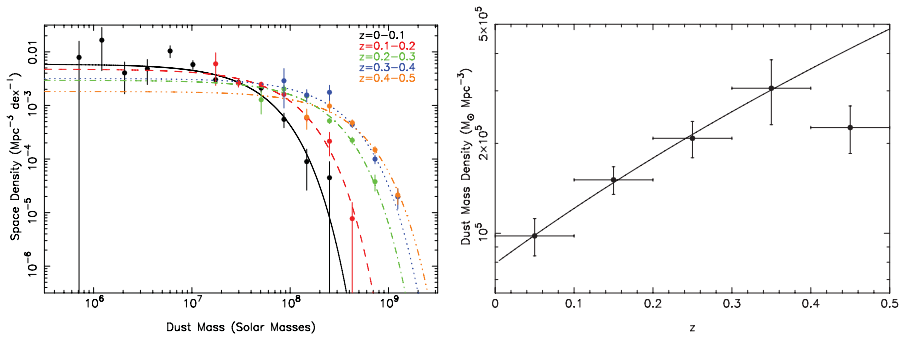 z=0−0.1
z=0.1−0.2
z=0.2−0.3
z=0.3−0.4
z=0.4−0.5
Space Density (Mpc⁻³ dex⁻¹)
0.01
10⁻³
10⁻⁴
10⁻⁵
10⁻⁶
10⁶ 10⁷ 10⁸ 10⁹
Dust Mass (Solar Masses)
Dust Mass Density (M⊙ Mpc⁻³)
5×10⁵
2×10⁵
10⁵
0 0.1 0.2 0.3 0.4 0.5
z